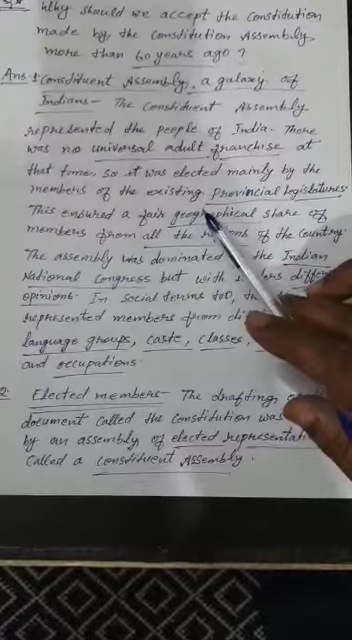 Why should we accept the Constitution
made by the Constitution Assembly
more than 60 years ago ?
Ans Constituent Assembly, a galaxy of
Indians - The Constituent Assembly
represented the people of India. There
was no universal adult franchise at
that time. So it was elected mainly by the
members of the existing Provincial legislatures.
This ensured a fair geographical share of
members from all the of the Country.
The assembly was dominated the Indian
National Congress but with
opinions. In Social terms too,
represented members from
language groups, caste, classes,
and occupations.
Elected members - The drafting
document called the constitution was
by an assembly of elected
Called a Constituent Assembly.